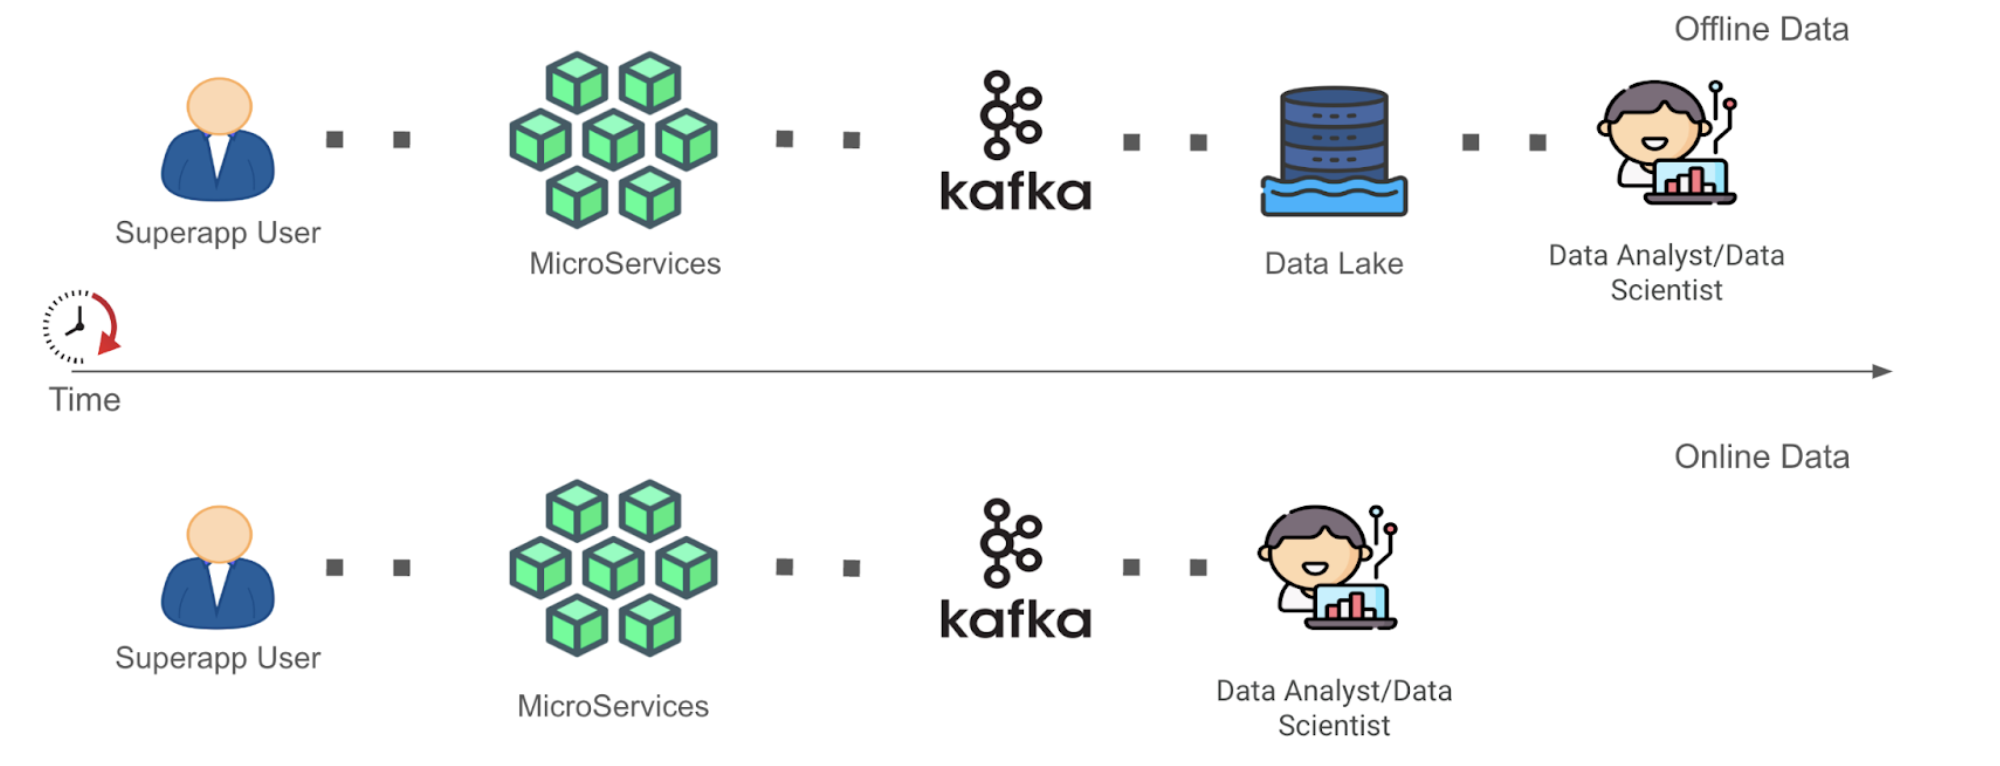 Offline Data
kafka
Superapp User
MicroServices
Data Lake
Data Analyst/Data
Scientist
Time
Online Data
kafka
Superapp User
MicroServices
Data Analyst/Data
Scientist